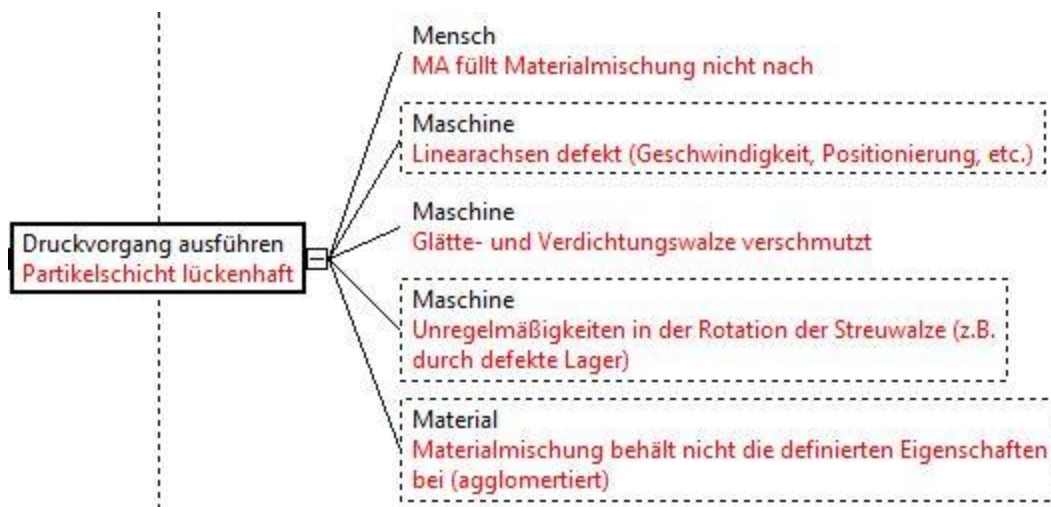 Mensch
MA füllt Materialmischung nicht nach
Maschine
Linearachsen defekt (Geschwindigkeit, Positionierung, etc.)
Maschine
Glätte- und Verdichtungswalze verschmutzt
Druckvorgang ausführen
Partikelschicht lückenhaft
Maschine
Unregelmäßigkeiten in der Rotation der Streuwalze (z.B.
durch defekte Lager)
Material
Materialmischung behält nicht die definierten Eigenschaften
bei (agglomertiert)